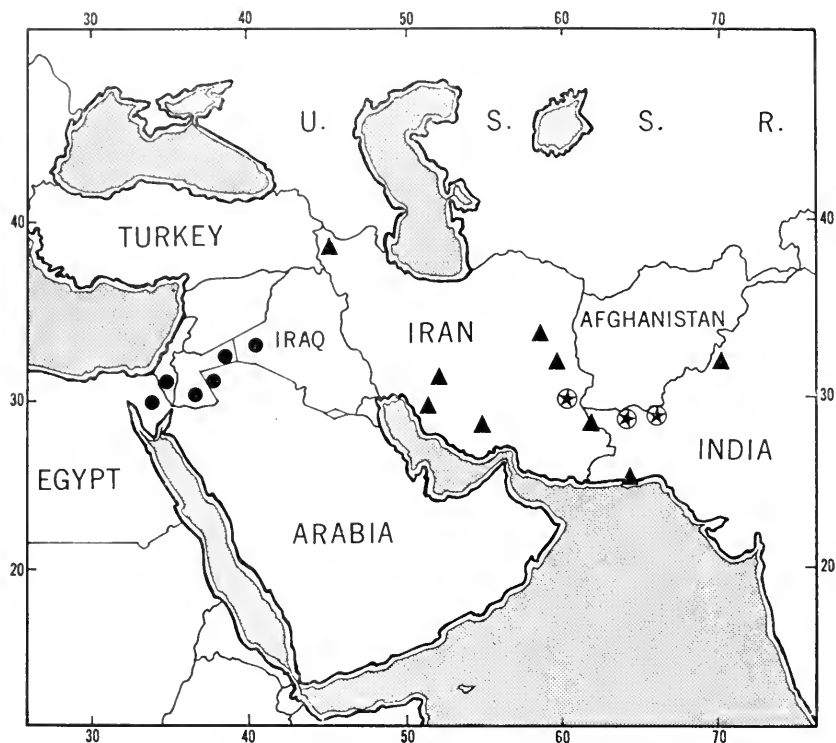 30 40 50 60 70
U. S. S. R.
40 40
TURKEY
IRAQ
IRAN
AFGHANISTAN
30 30
EGYPT
INDIA
ARABIA
20 20
30 40 50 60 70